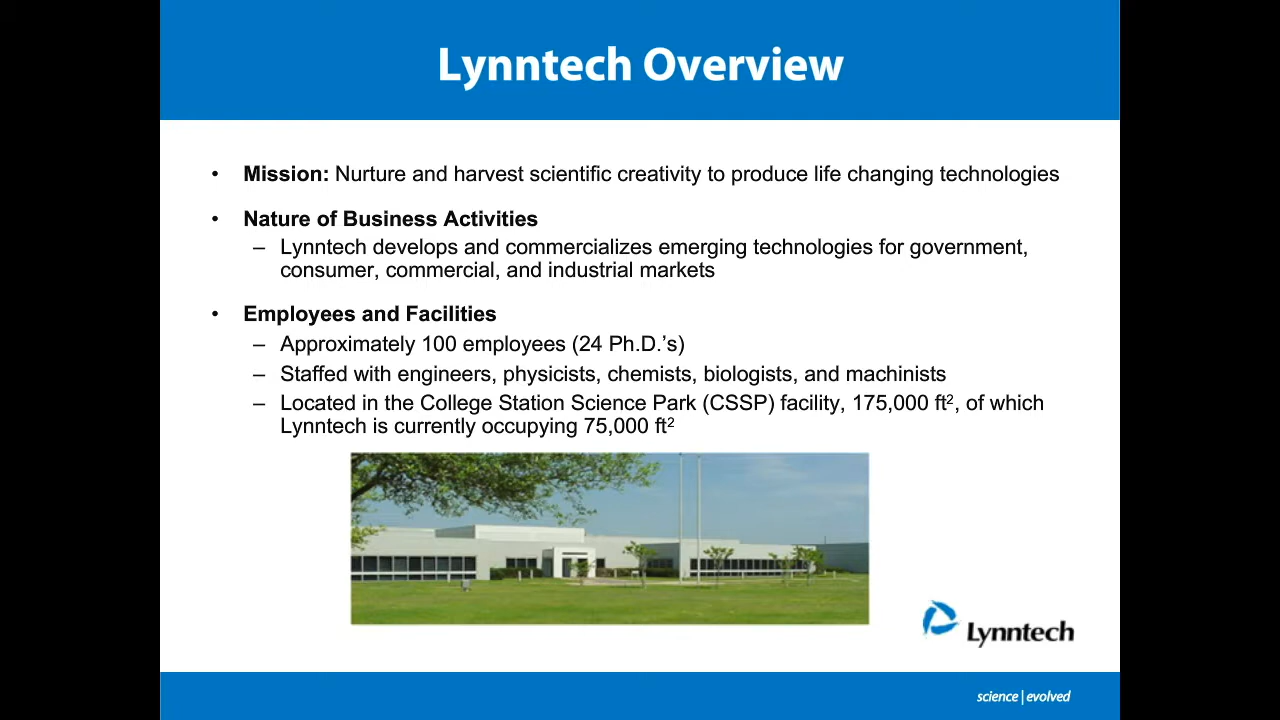 Lynntech Overview
• Mission: Nurture and harvest scientific creativity to produce life changing technologies
• Nature of Business Activities
– Lynntech develops and commercializes emerging technologies for government,
consumer, commercial, and industrial markets
• Employees and Facilities
– Approximately 100 employees (24 Ph.D.’s)
– Staffed with engineers, physicists, chemists, biologists, and machinists
– Located in the College Station Science Park (CSSP) facility, 175,000 ft², of which
Lynntech is currently occupying 75,000 ft²
Lynntech
science | evolved